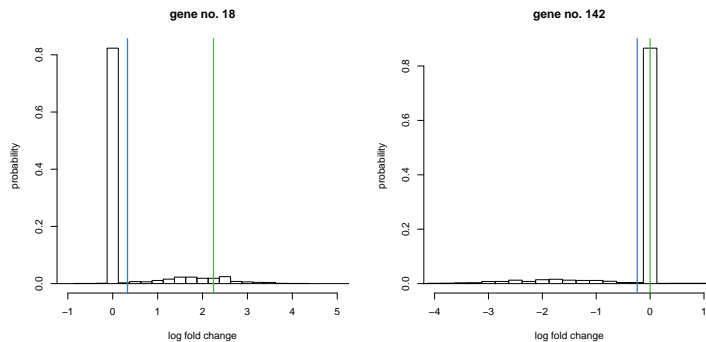 gene no. 18
probability
0.0 0.2 0.4 0.6 0.8
−1 0 1 2 3 4 5
log fold change
gene no. 142
probability
0.0 0.2 0.4 0.6 0.8
−4 −3 −2 −1 0 1
log fold change